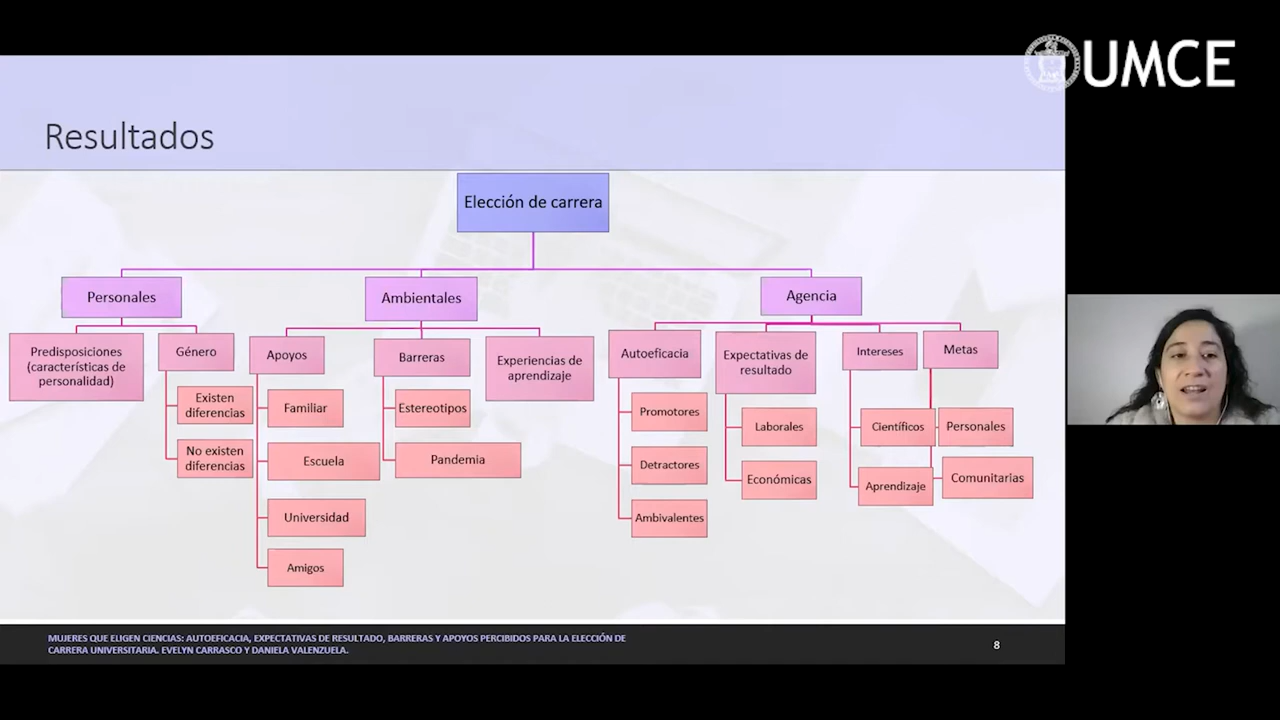 UMCE
Resultados
Elección de carrera
Personales
Ambientales
Agencia
Predisposiciones
(características de
personalidad)
Género
Existen
diferencias
No existen
diferencias
Apoyos
Familiar
Escuela
Universidad
Amigos
Barreras
Estereotipos
Pandemia
Experiencias de
aprendizaje
Autoeficacia
Promotores
Detractores
Ambivalentes
Expectativas de
resultado
Laborales
Económicas
Intereses
Científicos
Aprendizaje
Metas
Personales
Comunitarias
MUJERES QUE ELIGEN CIENCIAS: AUTOEFICACIA, EXPECTATIVAS DE RESULTADO, BARRERAS Y APOYOS PERCIBIDOS PARA LA ELECCIÓN DE
CARRERA UNIVERSITARIA. EVELYN CARRASCO Y DANIELA VALENZUELA.
8